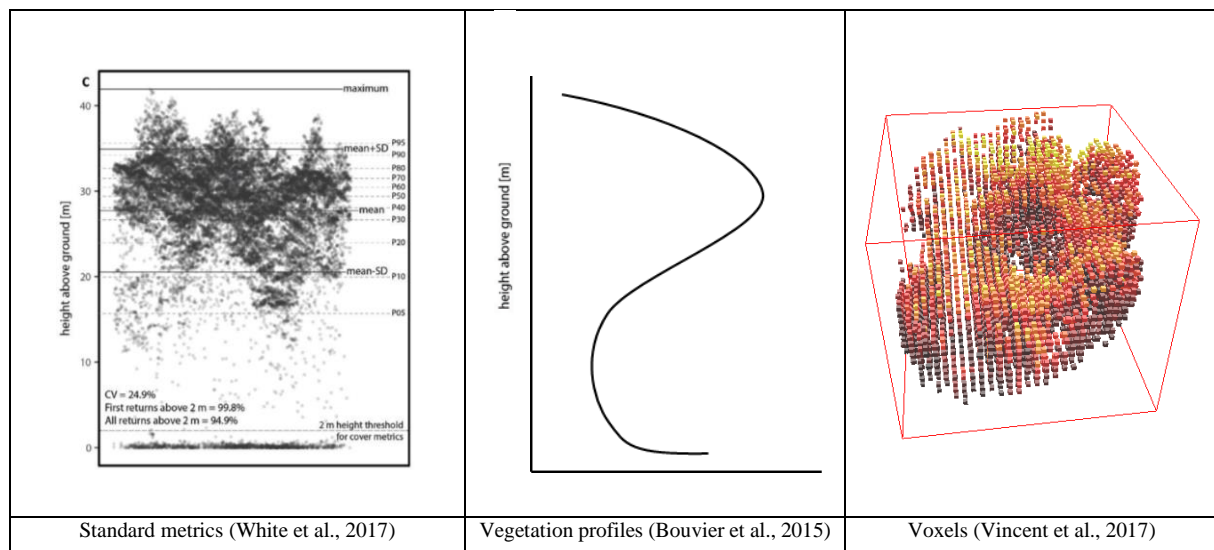 c
maximum
40
P95
mean+SD
P90
P80
P70
P60
30
P50
P40
mean
P30
P20
mean-SD
20
P10
P05
10
CV = 24.9%
First returns above 2 m = 99.8%
All returns above 2 m = 94.9%
2 m height threshold
for cover metrics
0
height above ground [m]
height above ground [m]
Standard metrics (White et al., 2017)
Vegetation profiles (Bouvier et al., 2015)
Voxels (Vincent et al., 2017)